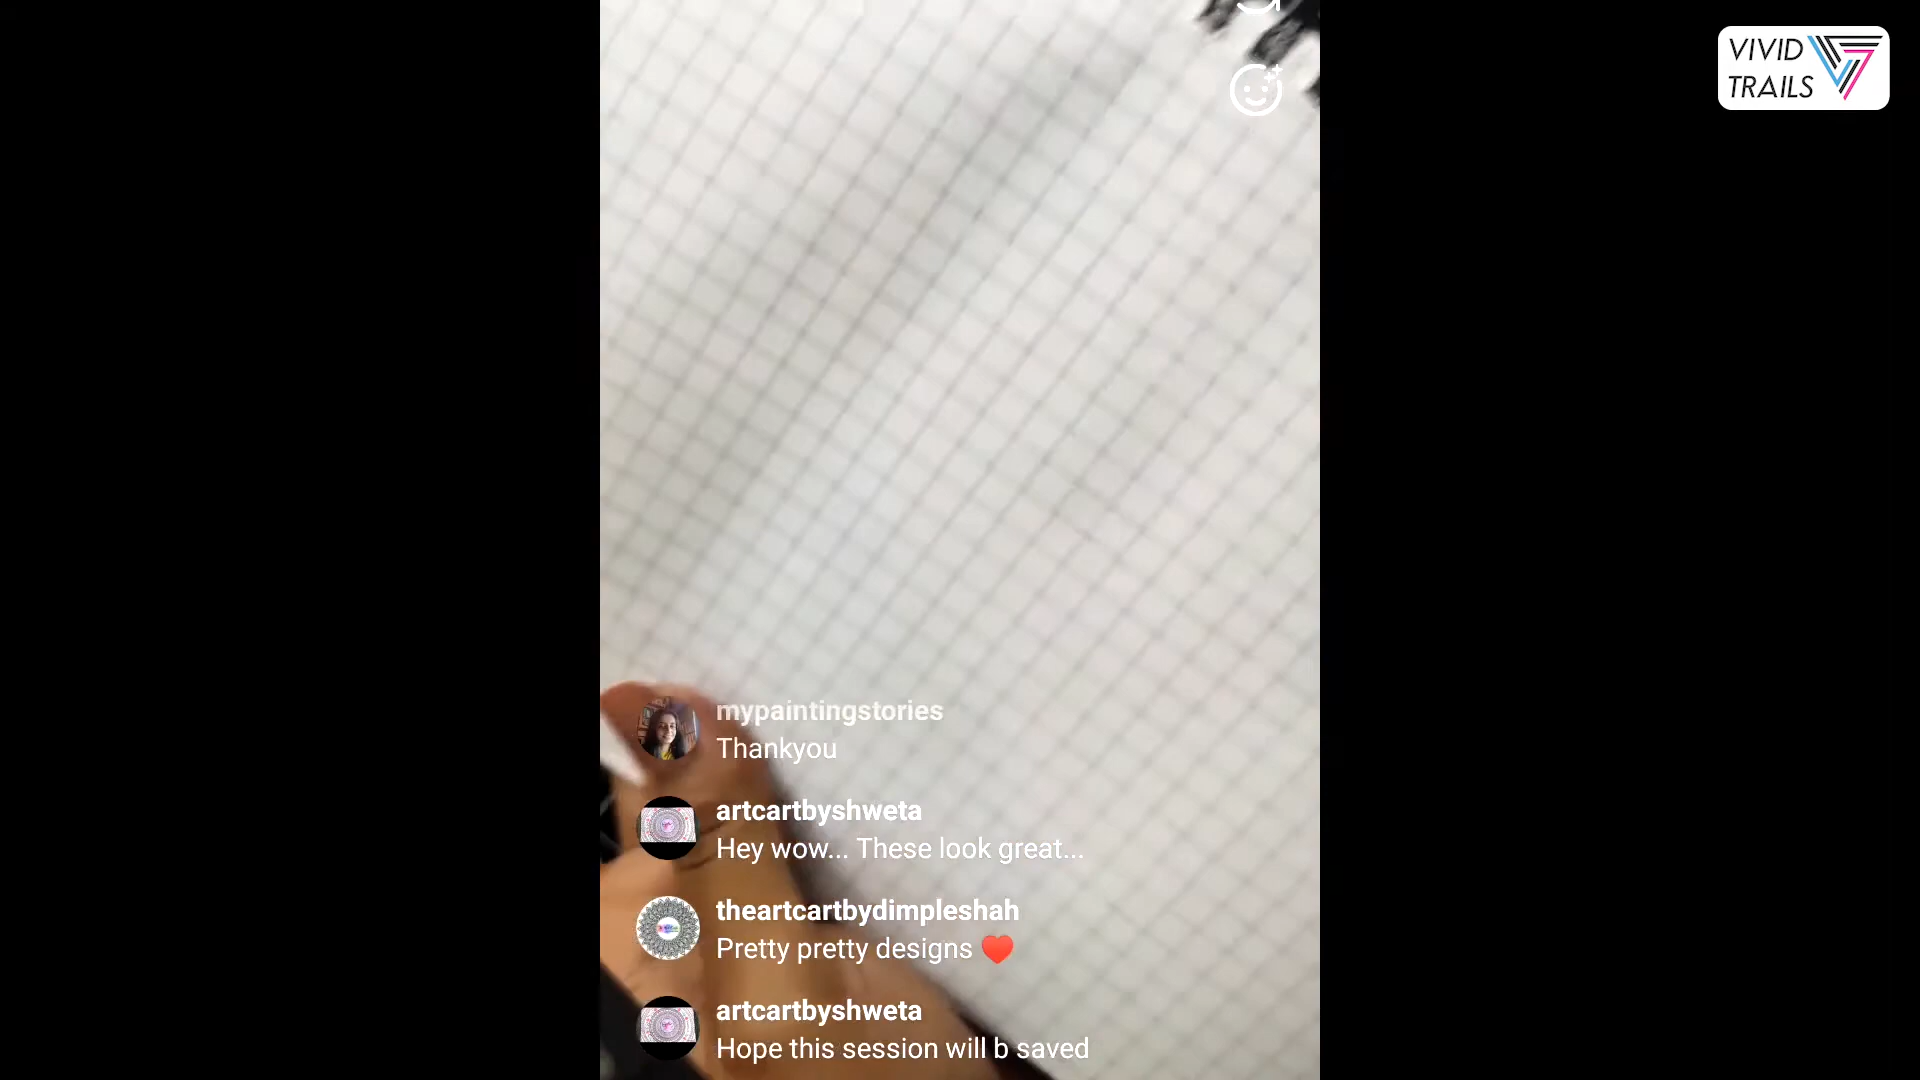 VIVID
TRAILS
mypaintingstories
Thankyou
artcartbyshweta
Hey wow... These look great...
theartcartbydimpleshah
Pretty pretty designs ❤️
artcartbyshweta
Hope this session will b saved